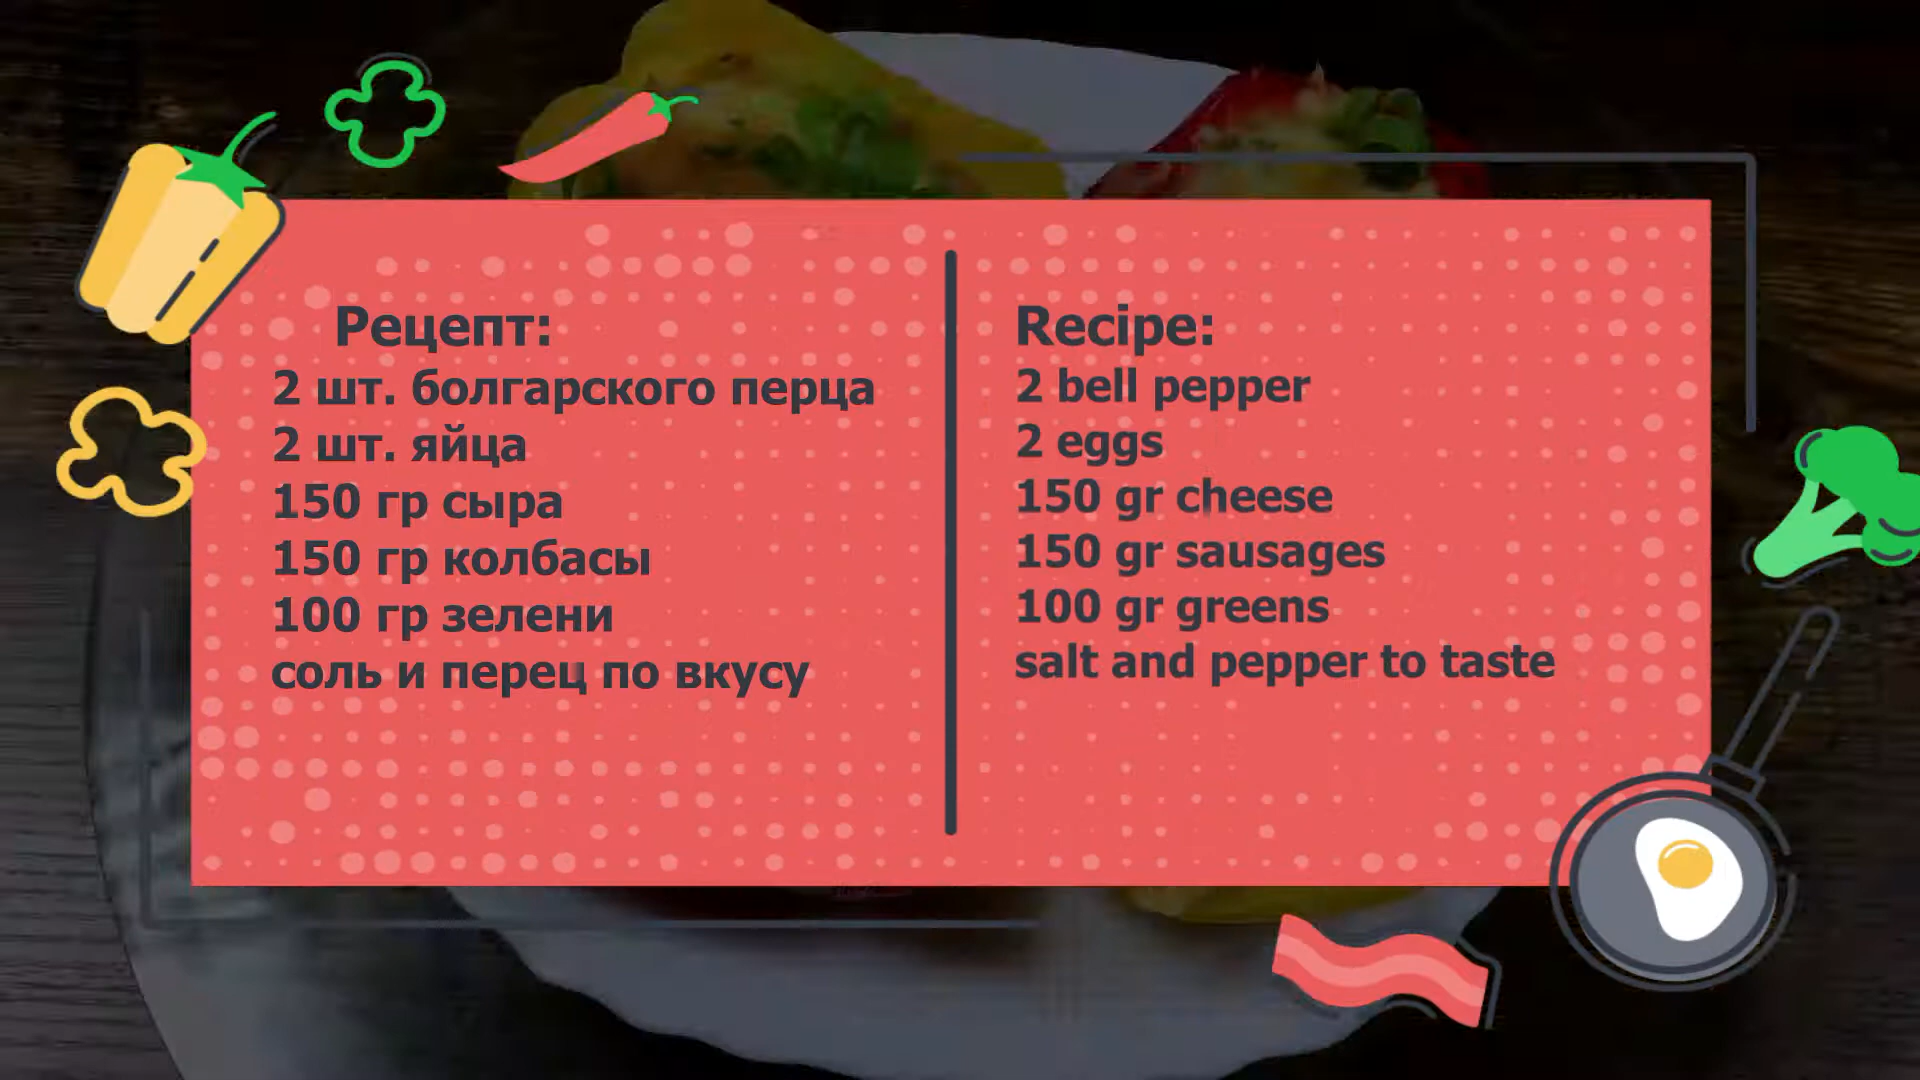 Рецепт:
2 шт. болгарского перца
2 шт. яйца
150 гр сыра
150 гр колбасы
100 гр зелени
соль и перец по вкусу
Recipe:
2 bell pepper
2 eggs
150 gr cheese
150 gr sausages
100 gr greens
salt and pepper to taste